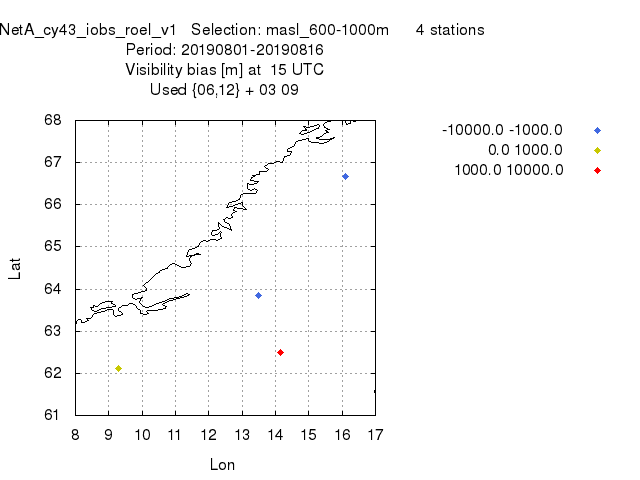 NetA_cy43_iobs_roel_v1 Selection: masl_600-1000m 4 stations
Period: 20190801-20190816
Visibility bias [m] at 15 UTC
Used {06,12} + 03 09
-10000.0 -1000.0
0.0 1000.0
1000.0 10000.0
68
67
66
65
64
63
62
61
Lat
8 9 10 11 12 13 14 15 16 17
Lon